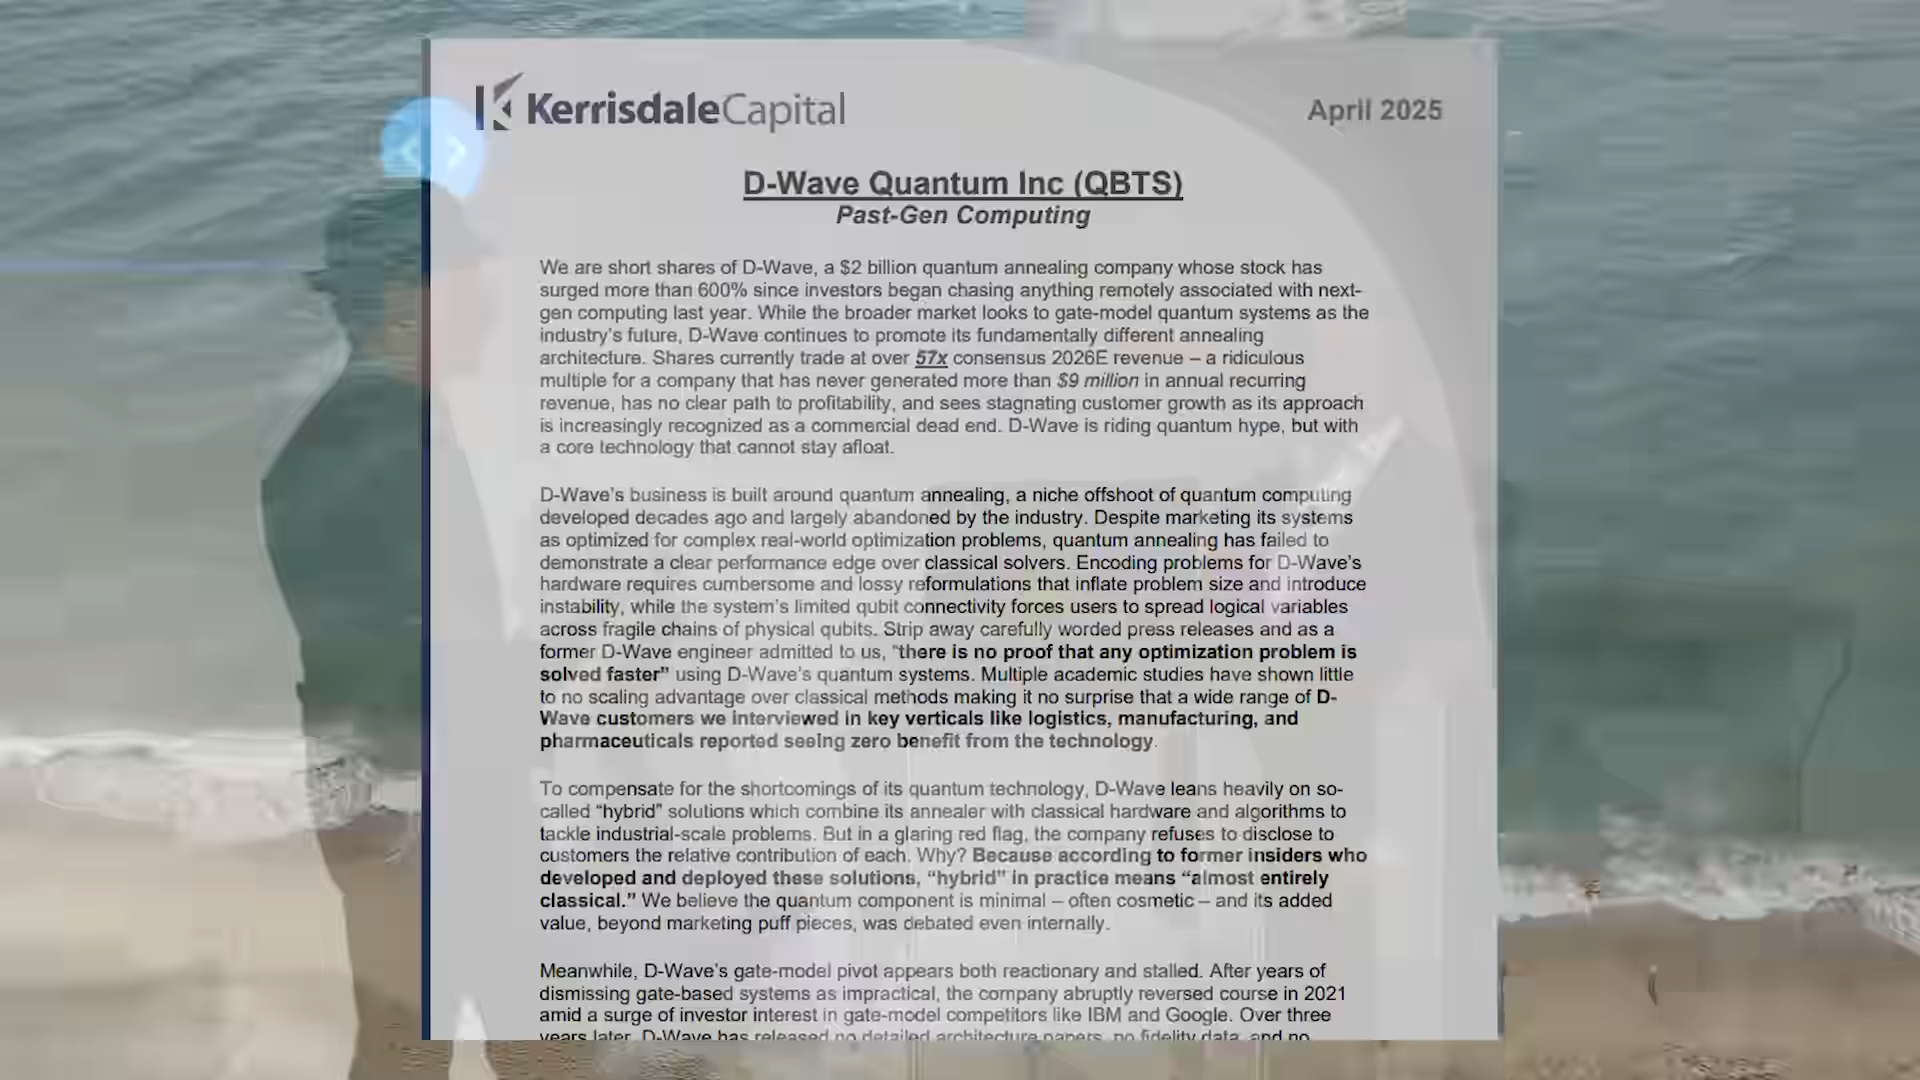 KerrisdaleCapital
April 2025
D-Wave Quantum Inc (QBTS)
Past-Gen Computing
We are short shares of D-Wave, a $2 billion quantum annealing company whose stock has
surged more than 600% since investors began chasing anything remotely associated with next-
gen computing last year. While the broader market looks to gate-model quantum systems as the
industry's future, D-Wave continues to promote its fundamentally different annealing
architecture. Shares currently trade at over 57x consensus 2026E revenue – a ridiculous
multiple for a company that has never generated more than $9 million in annual recurring
revenue, has no clear path to profitability, and sees stagnating customer growth as its approach
is increasingly recognized as a commercial dead end. D-Wave is riding quantum hype, but with
a core technology that cannot stay afloat.
D-Wave's business is built around quantum annealing, a niche offshoot of quantum computing
developed decades ago and largely abandoned by the industry. Despite marketing its systems
as optimized for complex real-world optimization problems, quantum annealing has failed to
demonstrate a clear performance edge over classical solvers. Encoding problems for D-Wave's
hardware requires cumbersome and lossy reformulations that inflate problem size and introduce
instability, while the system's limited qubit connectivity forces users to spread logical variables
across fragile chains of physical qubits. Strip away carefully worded press releases and as a
former D-Wave engineer admitted to us, "there is no proof that any optimization problem is
solved faster" using D-Wave's quantum systems. Multiple academic studies have shown little
to no scaling advantage over classical methods making it no surprise that a wide range of D-
Wave customers we interviewed in key verticals like logistics, manufacturing, and
pharmaceuticals reported seeing zero benefit from the technology.
To compensate for the shortcomings of its quantum technology, D-Wave leans heavily on so-
called "hybrid" solutions which combine its annealer with classical hardware and algorithms to
tackle industrial-scale problems. But in a glaring red flag, the company refuses to disclose to
customers the relative contribution of each. Why? Because according to former insiders who
developed and deployed these solutions, "hybrid" in practice means "almost entirely
classical." We believe the quantum component is minimal – often cosmetic – and its added
value, beyond marketing puff pieces, was debated even internally.
Meanwhile, D-Wave's gate-model pivot appears both reactionary and stalled. After years of
dismissing gate-based systems as impractical, the company abruptly reversed course in 2021
amid a surge of investor interest in gate-model competitors like IBM and Google. Over three
years later, D-Wave has released no detailed architecture papers, no fidelity data, and no